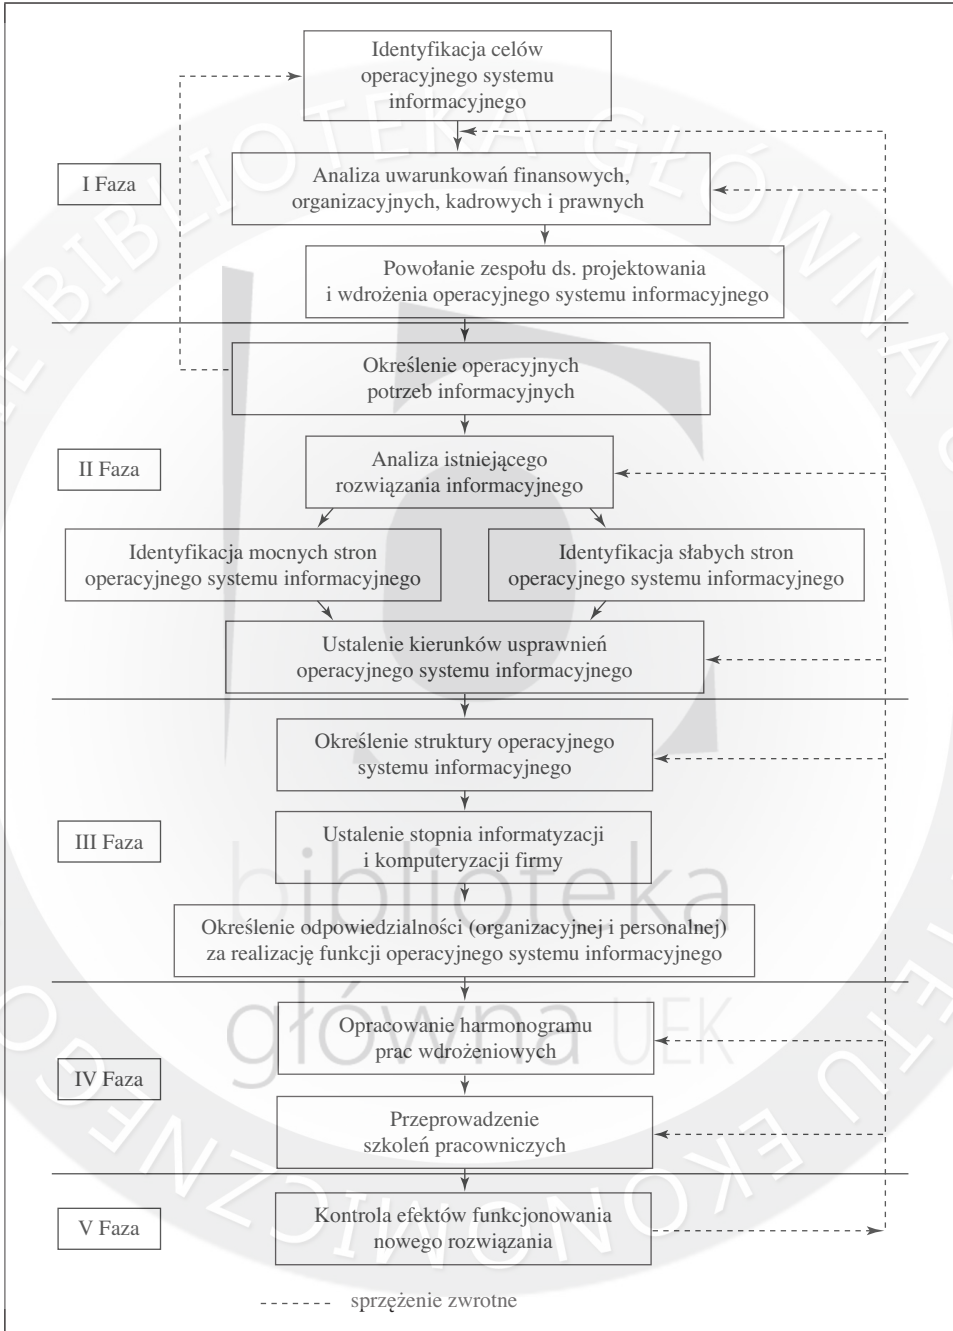 Identyfikacja celów
operacyjnego systemu
informacyjnego
I Faza
Analiza uwarunkowań finansowych,
organizacyjnych, kadrowych i prawnych
Powołanie zespołu ds. projektowania
i wdrożenia operacyjnego systemu informacyjnego
Określenie operacyjnych
potrzeb informacyjnych
II Faza
Analiza istniejącego
rozwiązania informacyjnego
Identyfikacja mocnych stron
operacyjnego systemu informacyjnego
Identyfikacja słabych stron
operacyjnego systemu informacyjnego
Ustalenie kierunków usprawnień
operacyjnego systemu informacyjnego
Określenie struktury operacyjnego
systemu informacyjnego
III Faza
Ustalenie stopnia informatyzacji
i komputeryzacji firmy
Określenie odpowiedzialności (organizacyjnej i personalnej)
za realizację funkcji operacyjnego systemu informacyjnego
Opracowanie harmonogramu
prac wdrożeniowych
IV Faza
Przeprowadzenie
szkoleń pracowniczych
V Faza
Kontrola efektów funkcjonowania
nowego rozwiązania
sprzężenie zwrotne
biblioteka
główna UEK
BIBLIOTEKA GŁÓWNA
EKONOMICZNEGO